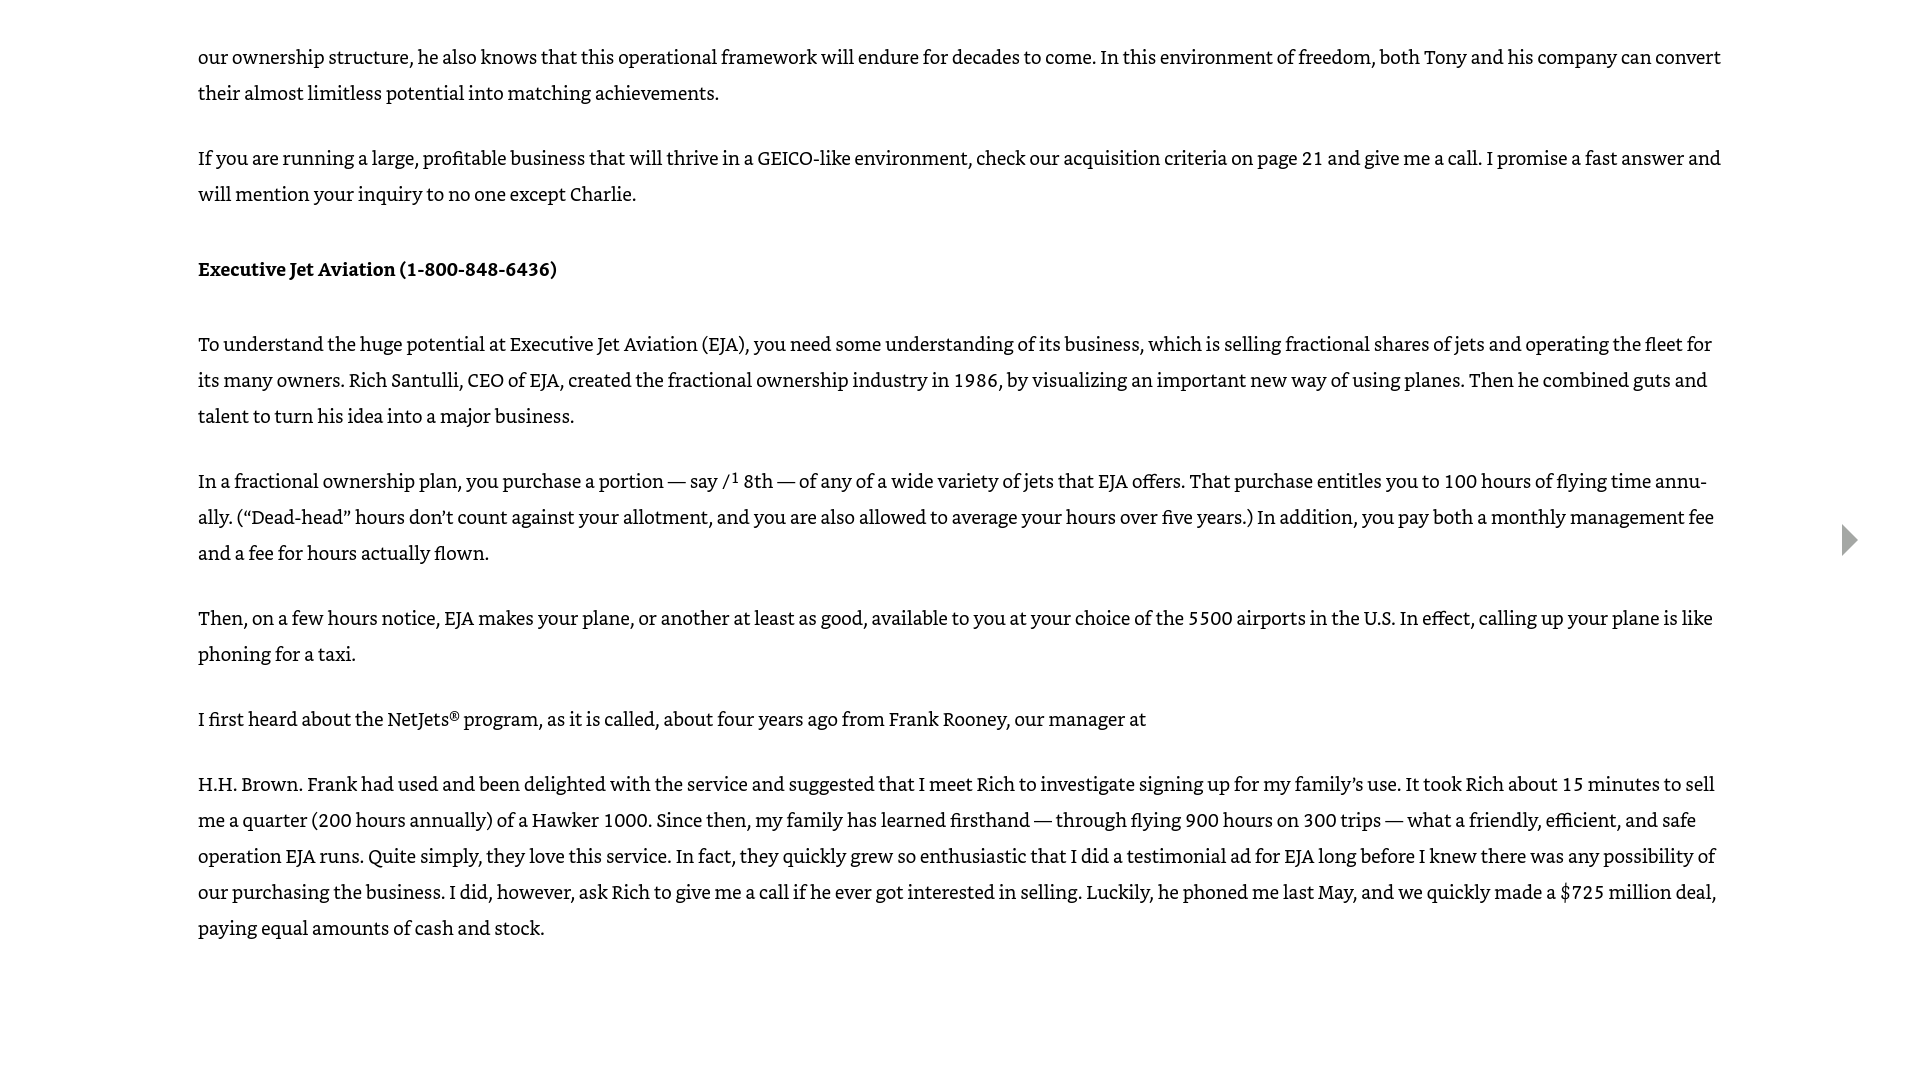 our ownership structure, he also knows that this operational framework will endure for decades to come. In this environment of freedom, both Tony and his company can convert
their almost limitless potential into matching achievements.
If you are running a large, profitable business that will thrive in a GEICO-like environment, check our acquisition criteria on page 21 and give me a call. I promise a fast answer and
will mention your inquiry to no one except Charlie.
Executive Jet Aviation (1-800-848-6436)
To understand the huge potential at Executive Jet Aviation (EJA), you need some understanding of its business, which is selling fractional shares of jets and operating the fleet for
its many owners. Rich Santulli, CEO of EJA, created the fractional ownership industry in 1986, by visualizing an important new way of using planes. Then he combined guts and
talent to turn his idea into a major business.
In a fractional ownership plan, you purchase a portion — say /¹ 8th — of any of a wide variety of jets that EJA offers. That purchase entitles you to 100 hours of flying time annu-
ally. (“Dead-head” hours don’t count against your allotment, and you are also allowed to average your hours over five years.) In addition, you pay both a monthly management fee
and a fee for hours actually flown.
Then, on a few hours notice, EJA makes your plane, or another at least as good, available to you at your choice of the 5500 airports in the U.S. In effect, calling up your plane is like
phoning for a taxi.
I first heard about the NetJets® program, as it is called, about four years ago from Frank Rooney, our manager at
H.H. Brown. Frank had used and been delighted with the service and suggested that I meet Rich to investigate signing up for my family’s use. It took Rich about 15 minutes to sell
me a quarter (200 hours annually) of a Hawker 1000. Since then, my family has learned firsthand — through flying 900 hours on 300 trips — what a friendly, efficient, and safe
operation EJA runs. Quite simply, they love this service. In fact, they quickly grew so enthusiastic that I did a testimonial ad for EJA long before I knew there was any possibility of
our purchasing the business. I did, however, ask Rich to give me a call if he ever got interested in selling. Luckily, he phoned me last May, and we quickly made a $725 million deal,
paying equal amounts of cash and stock.